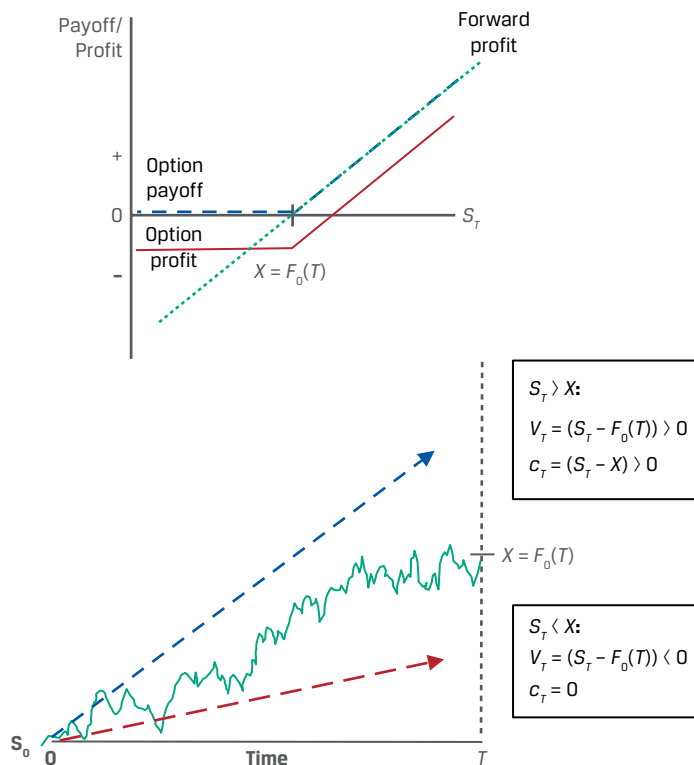 Payoff/
Profit
Forward
profit
+
Option
payoff
0
S_T
Option
profit
X = F_0(T)
–
S_T 〉 X:
V_T = (S_T – F_0(T)) 〉 0
c_T = (S_T – X) 〉 0
X = F_0(T)
S_T 〈 X:
V_T = (S_T – F_0(T)) 〈 0
c_T = 0
S_0
0
Time
T